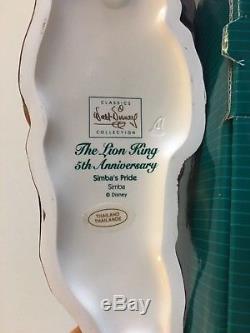 CLASSICS
Walt Disney
COLLECTION
The Lion King
5th Anniversary
Simba's Pride
Simba
© Disney
THAILAND
THAILANDE